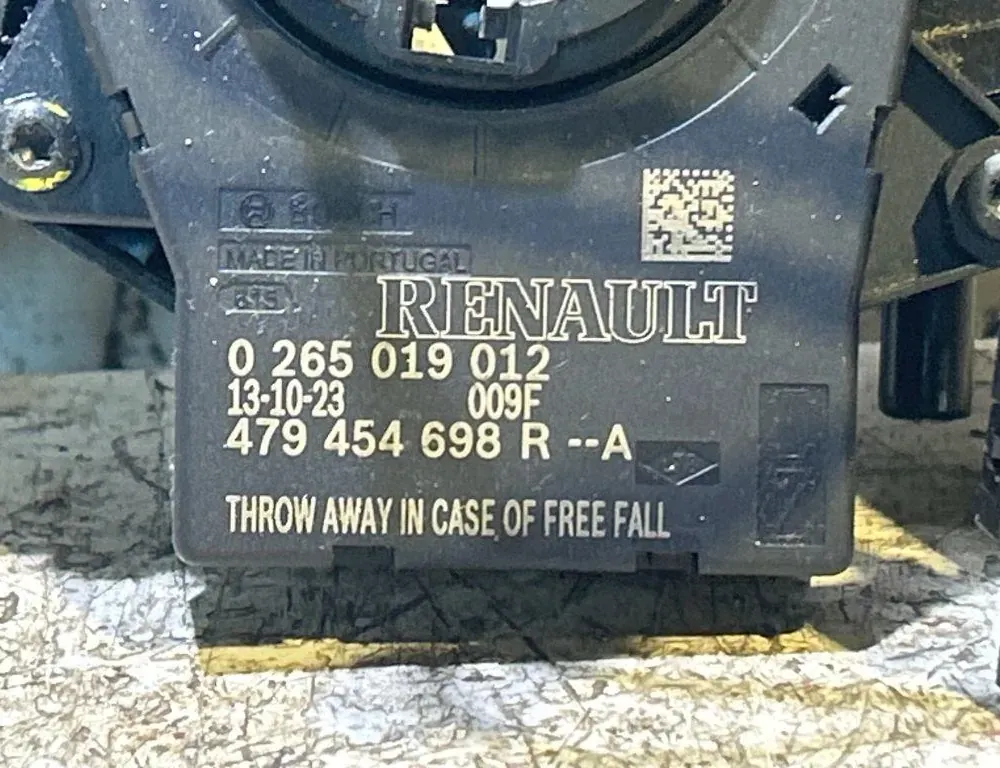 BOSCH
MADE IN PORTUGAL
RENAULT
0 265 019 012
13-10-23 009F
479 454 698 R --A
THROW AWAY IN CASE OF FREE FALL